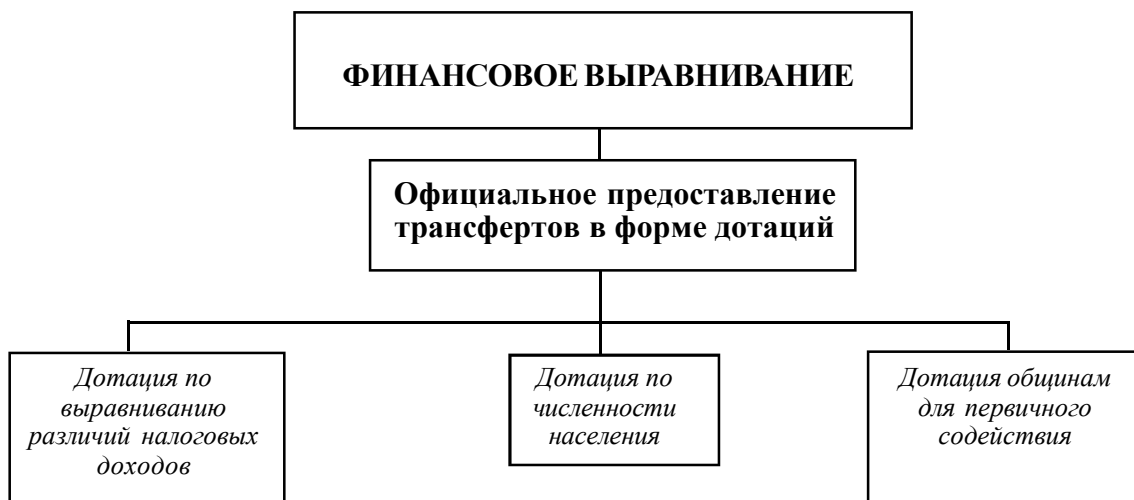 ФИНАНСОВОЕ ВЫРАВНИВАНИЕ
Официальное предоставление
трансфертов в форме дотаций
Дотация по
выравниванию
различий налоговых
доходов
Дотация по
численности
населения
Дотация общинам
для первичного
содействия